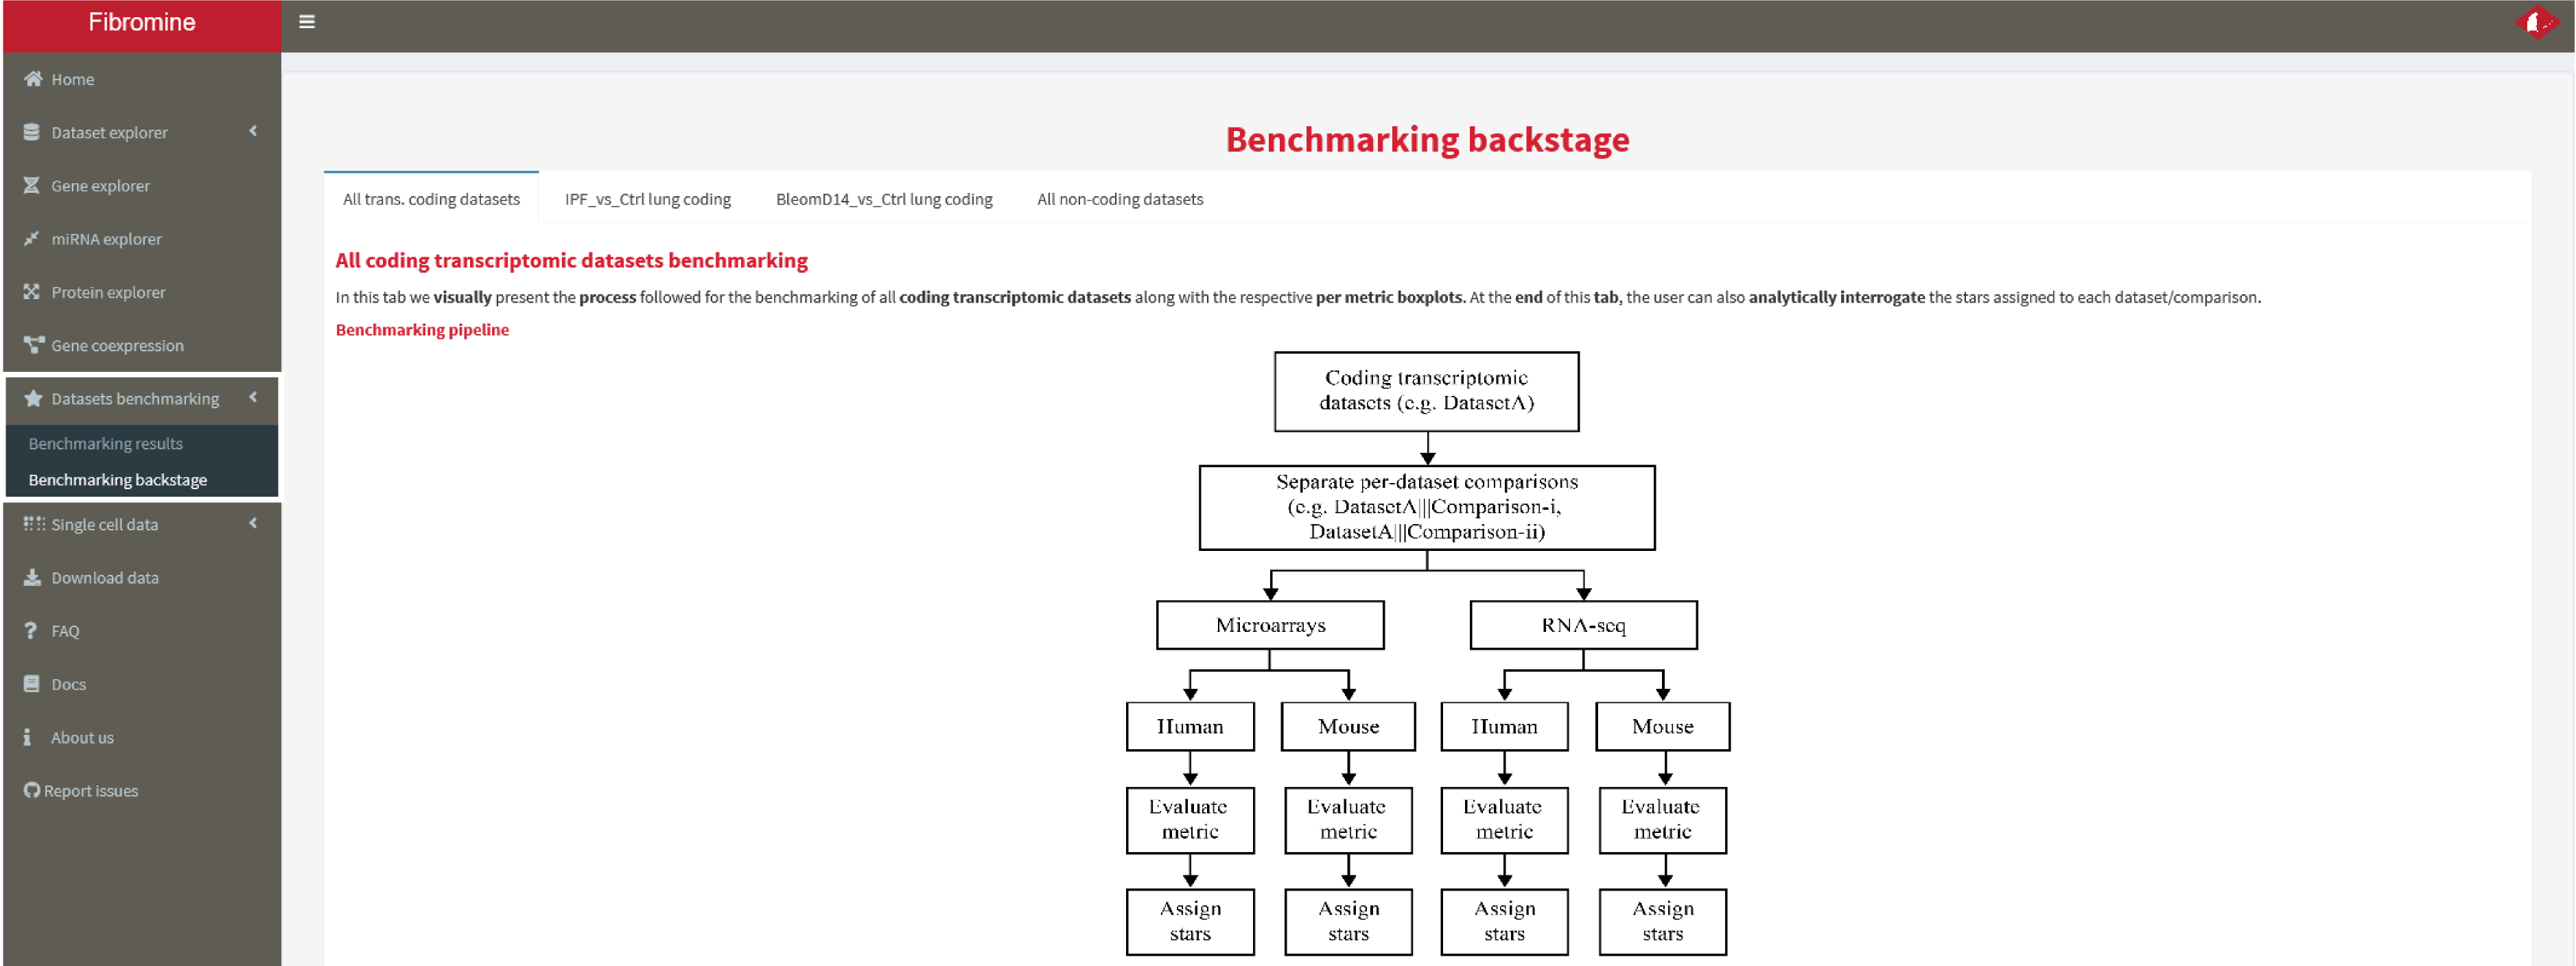 Fibromine
Home
Dataset explorer
Gene explorer
miRNA explorer
Protein explorer
Gene coexpression
Datasets benchmarking
Benchmarking results
Benchmarking backstage
Single cell data
Download data
FAQ
Docs
About us
Report issues
Benchmarking backstage
All trans. coding datasets
IPF_vs_Ctrl lung coding
BleomD14_vs_Ctrl lung coding
All non-coding datasets
All coding transcriptomic datasets benchmarking
In this tab we visually present the process followed for the benchmarking of all coding transcriptomic datasets along with the respective per metric boxplots. At the end of this tab, the user can also analytically interrogate the stars assigned to each dataset/comparison.
Benchmarking pipeline
Coding transcriptomic
datasets (e.g. DatasetA)
Separate per-dataset comparisons
(e.g. DatasetA|||Comparison-i,
DatasetA|||Comparison-ii)
Microarrays
RNA-seq
Human
Mouse
Human
Mouse
Evaluate
metric
Evaluate
metric
Evaluate
metric
Evaluate
metric
Assign
stars
Assign
stars
Assign
stars
Assign
stars